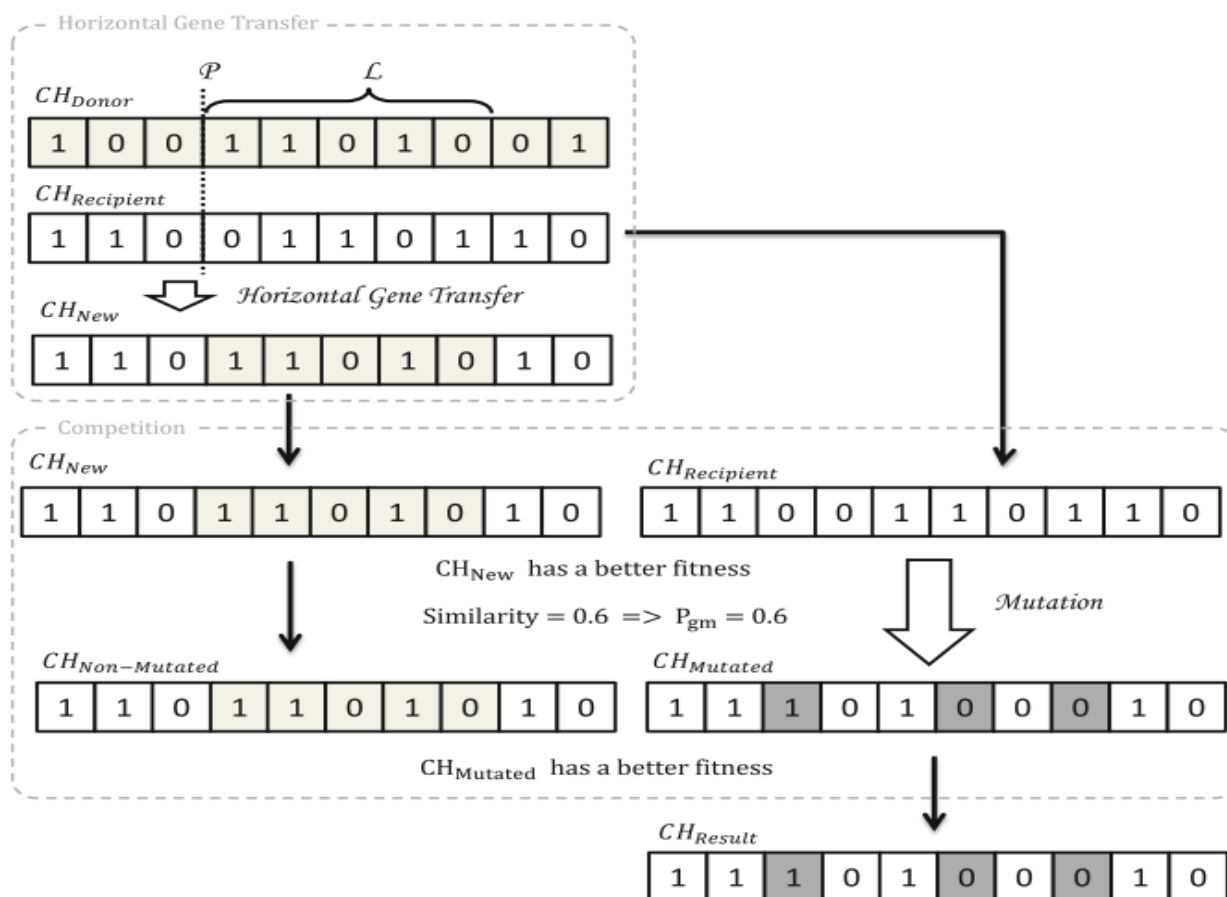 Horizontal Gene Transfer
𝒫 ℒ
CH_Donor
1 0 0 1 1 0 1 0 0 1
CH_Recipient
1 1 0 0 1 1 0 1 1 0
Horizontal Gene Transfer
CH_New
1 1 0 1 1 0 1 0 1 0
Competition
CH_New
1 1 0 1 1 0 1 0 1 0
CH_Recipient
1 1 0 0 1 1 0 1 1 0
CH_New has a better fitness
Similarity = 0.6 => P_gm = 0.6
Mutation
CH_Non−Mutated
1 1 0 1 1 0 1 0 1 0
CH_Mutated
1 1 1 0 1 0 0 0 1 0
CH_Mutated has a better fitness
CH_Result
1 1 1 0 1 0 0 0 1 0